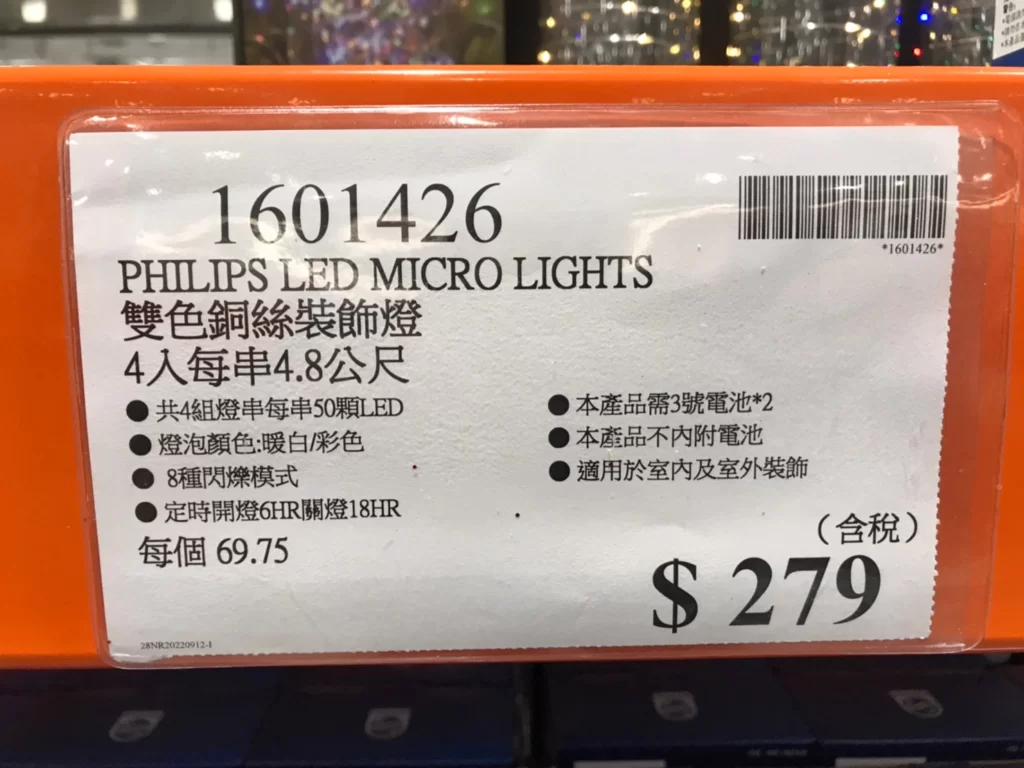 1601426
*1601426*
PHILIPS LED MICRO LIGHTS
雙色銅絲裝飾燈
4入每串4.8公尺
● 共4組燈串每串50顆LED
● 燈泡顏色:暖白/彩色
● 8種閃爍模式
● 定時開燈6HR關燈18HR
● 本產品需3號電池*2
● 本產品不內附電池
● 適用於室內及室外裝飾
每個 69.75
(含稅)
$ 279
28NR20220912-1